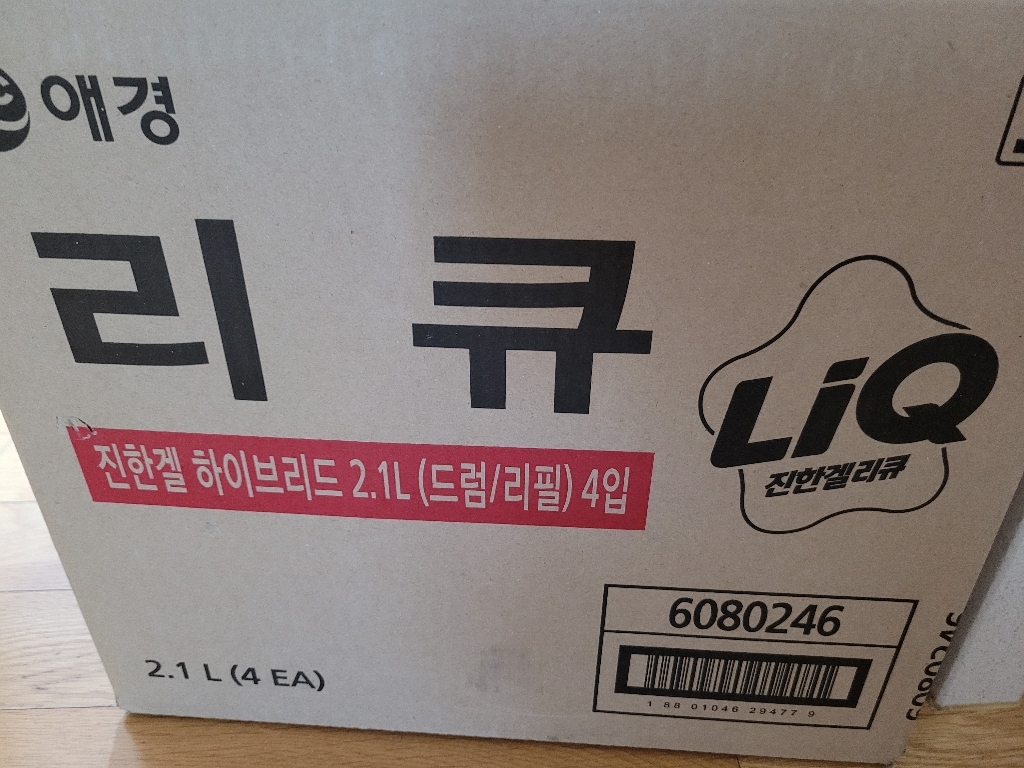 애경
리큐
LiQ
진한겔리큐
진한겔 하이브리드 2.1L (드럼/리필) 4입
6080246
1 88 01046 29477 9
2.1 L (4 EA)
6080246